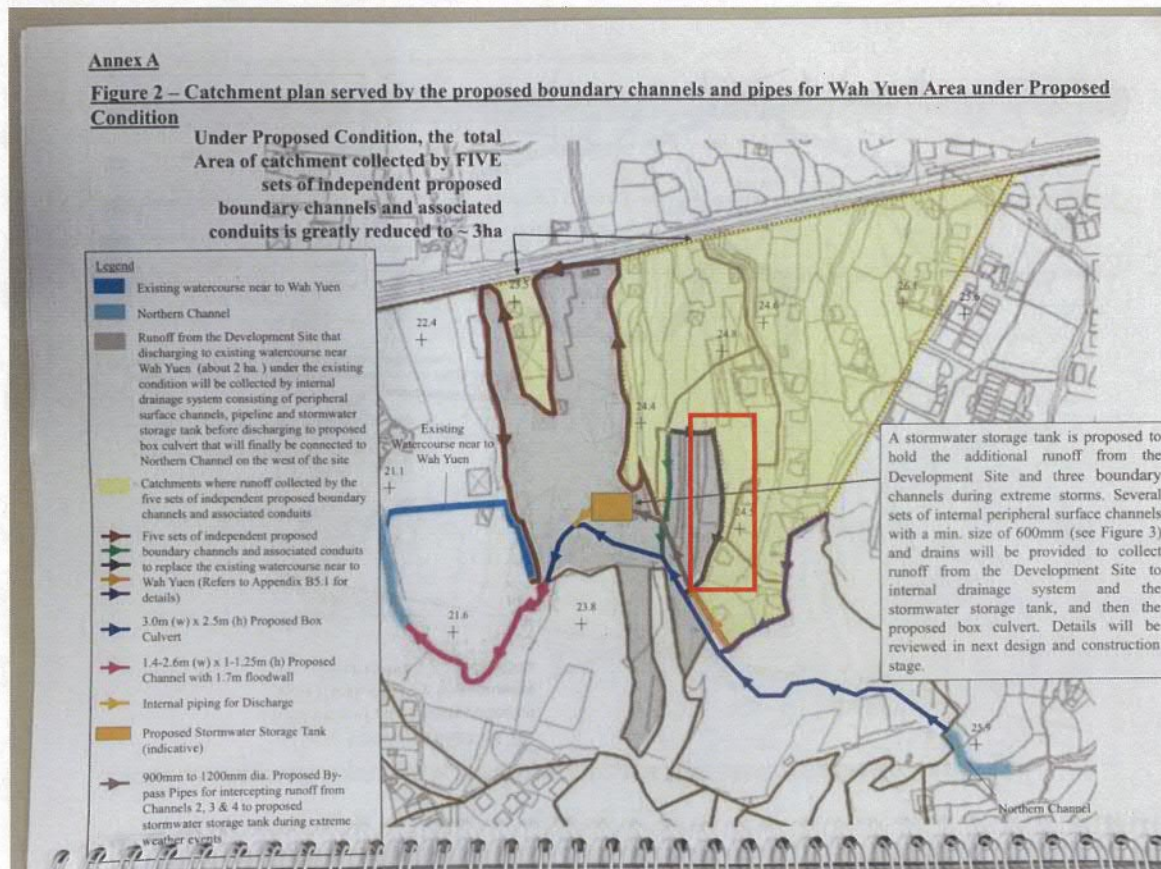 Annex A
Figure 2 – Catchment plan served by the proposed boundary channels and pipes for Wah Yuen Area under Proposed
Condition
Under Proposed Condition, the total
Area of catchment collected by FIVE
sets of independent proposed
boundary channels and associated
conduits is greatly reduced to ~ 3ha
Legend
Existing watercourse near to Wah Yuen
Northern Channel
Runoff from the Development Site that
discharging to existing watercourse near
Wah Yuen (about 2 ha. ) under the existing
condition will be collected by internal
drainage system consisting of peripheral
surface channels, pipeline and stormwater
storage tank before discharging to proposed
box culvert that will finally be connected to
Northern Channel on the west of the site
Catchments where runoff collected by the
five sets of independent proposed boundary
channels and associated conduits
Five sets of independent proposed
boundary channels and associated conduits
to replace the existing watercourse near to
Wah Yuen (Refers to Appendix B5.1 for
details)
3.0m (w) x 2.5m (h) Proposed Box
Culvert
1.4-2.6m (w) x 1-1.25m (h) Proposed
Channel with 1.7m floodwall
Internal piping for Discharge
Proposed Stormwater Storage Tank
(indicative)
900mm to 1200mm dia. Proposed By-
pass Pipes for intercepting runoff from
Channels 2, 3 & 4 to proposed
stormwater storage tank during extreme
weather events
22.4
24.6
26.1
24.8
24.4
Existing
Watercourse near to
Wah Yuen
21.1
24.5
21.6
23.8
25.9
Northern Channel
A stormwater storage tank is proposed to
hold the additional runoff from the
Development Site and three boundary
channels during extreme storms. Several
sets of internal peripheral surface channels
with a min. size of 600mm (see Figure 3)
and drains will be provided to collect
runoff from the Development Site to
internal drainage system and the
stormwater storage tank, and then the
proposed box culvert. Details will be
reviewed in next design and construction
stage.